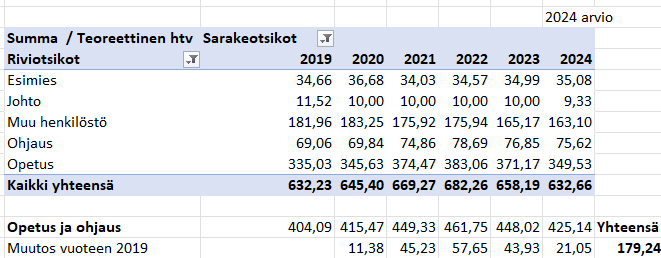 2024 arvio
Summa / Teoreettinen htv Sarakeotsikot
Riviotsikot 2019 2020 2021 2022 2023 2024
Esimies 34,66 36,68 34,03 34,57 34,99 35,08
Johto 11,52 10,00 10,00 10,00 10,00 9,33
Muu henkilöstö 181,96 183,25 175,92 175,94 165,17 163,10
Ohjaus 69,06 69,84 74,86 78,69 76,85 75,62
Opetus 335,03 345,63 374,47 383,06 371,17 349,53
Kaikki yhteensä 632,23 645,40 669,27 682,26 658,19 632,66
Opetus ja ohjaus 404,09 415,47 449,33 461,75 448,02 425,14 Yhteensä
Muutos vuoteen 2019 11,38 45,23 57,65 43,93 21,05 179,24